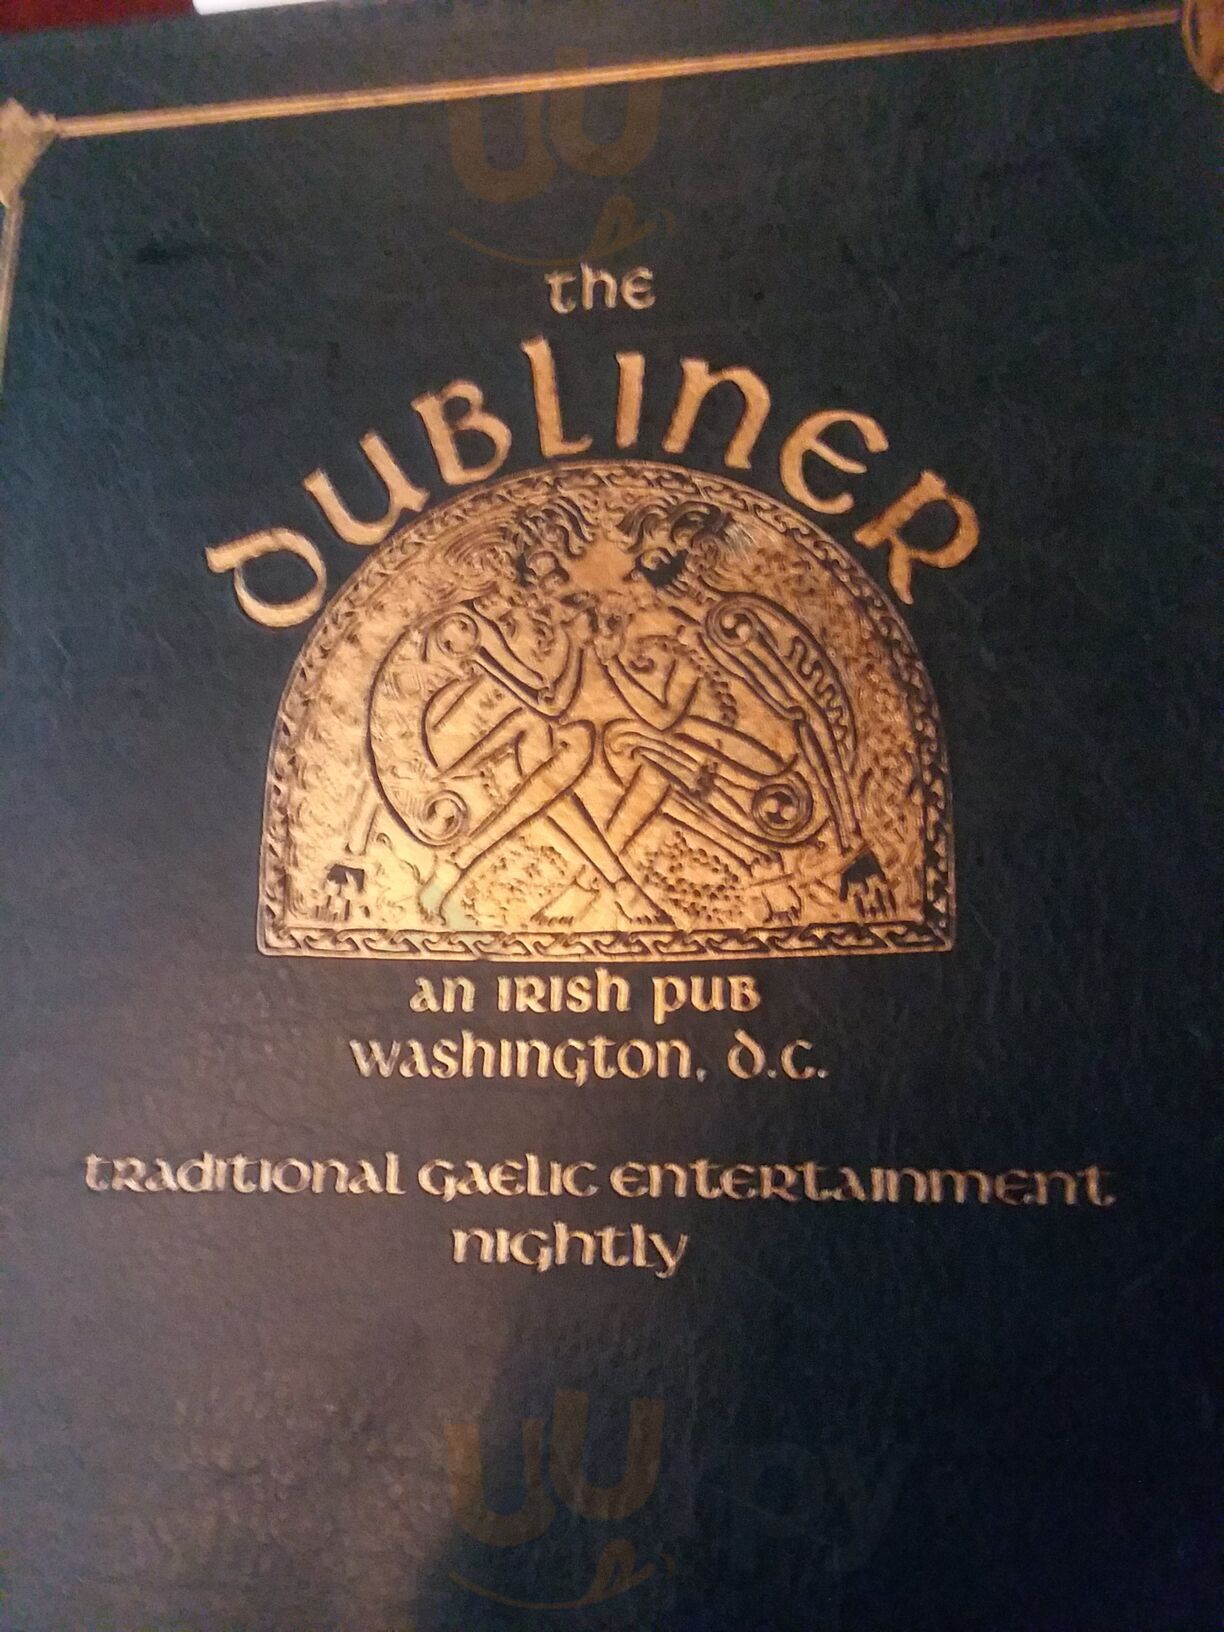 the
DUBLINER
an IRISh pub
washington, d.c.
traditional gaelic entertainment
nightly